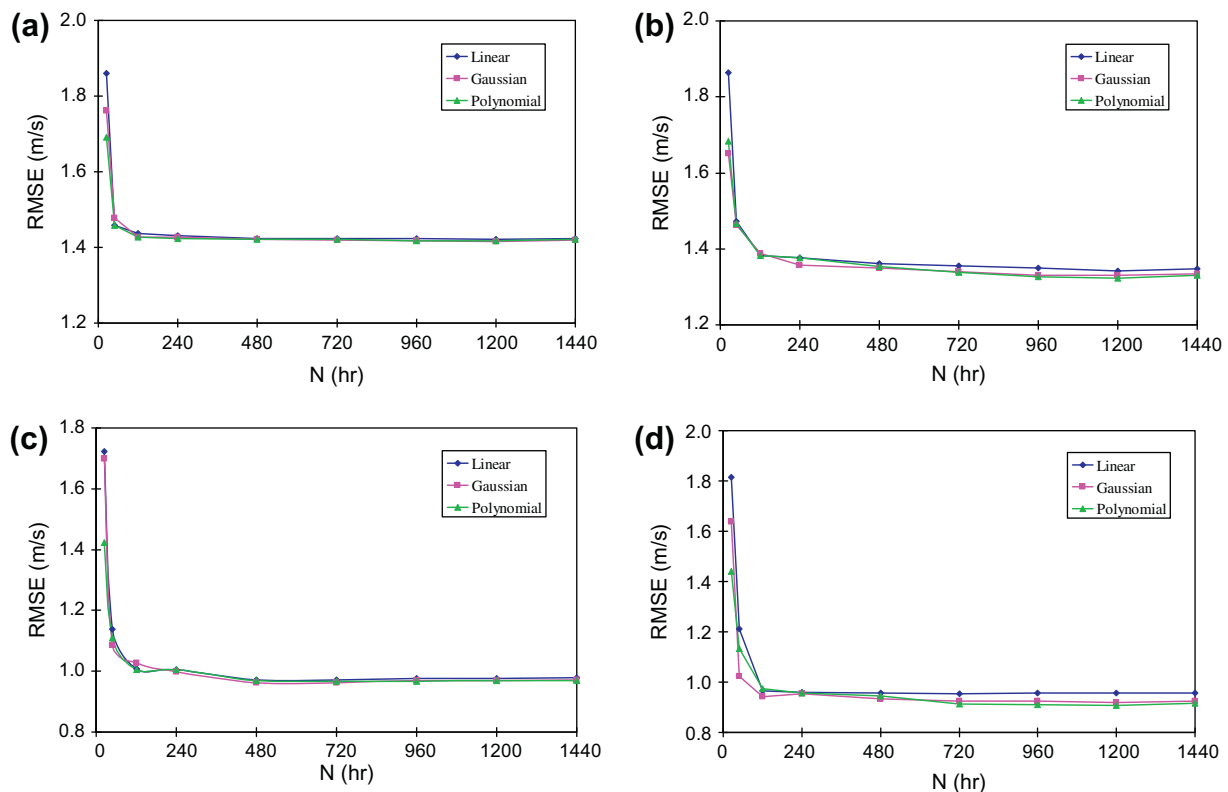 (a)
2.0
1.8
1.6
1.4
1.2
RMSE (m/s)
Linear
Gaussian
Polynomial
0 240 480 720 960 1200 1440
N (hr)
(b)
2.0
1.8
1.6
1.4
1.2
RMSE (m/s)
Linear
Gaussian
Polynomial
0 240 480 720 960 1200 1440
N (hr)
(c)
1.8
1.6
1.4
1.2
1.0
0.8
RMSE (m/s)
Linear
Gaussian
Polynomial
0 240 480 720 960 1200 1440
N (hr)
(d)
2.0
1.8
1.6
1.4
1.2
1.0
0.8
RMSE (m/s)
Linear
Gaussian
Polynomial
0 240 480 720 960 1200 1440
N (hr)